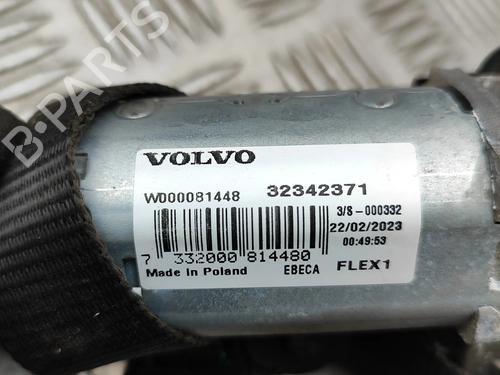 B-PARTS
VOLVO
W000081448 32342371
3/S-000332
22/02/2023
00:49:53
7 332000 814480
Made in Poland EBECA FLEX1